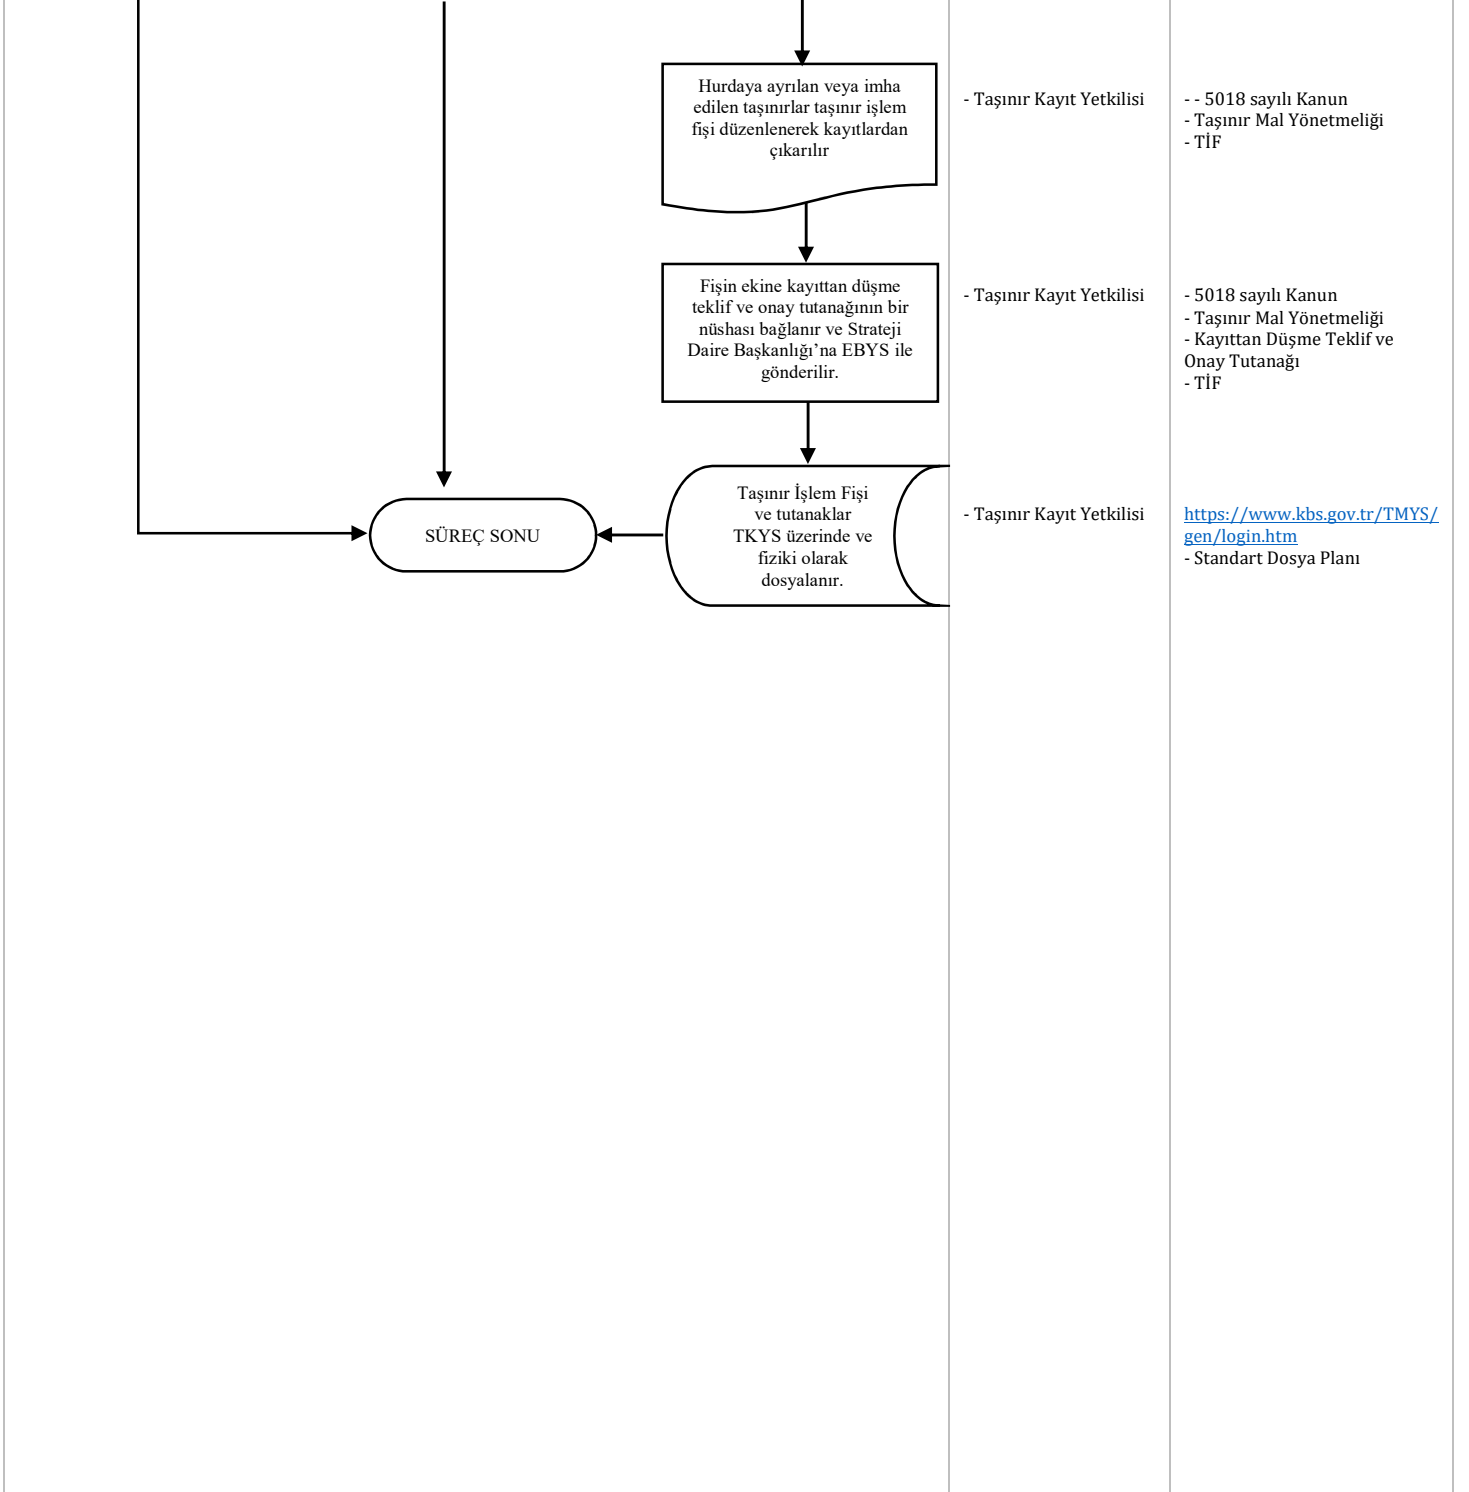 Hurdaya ayrılan veya imha
edilen taşınırlar taşınır işlem
fişi düzenlenerek kayıtlardan
çıkarılır
- Taşınır Kayıt Yetkilisi
- - 5018 sayılı Kanun
- Taşınır Mal Yönetmeliği
- TİF
Fişin ekine kayıttan düşme
teklif ve onay tutanağının bir
nüshası bağlanır ve Strateji
Daire Başkanlığı’na EBYS ile
gönderilir.
- Taşınır Kayıt Yetkilisi
- 5018 sayılı Kanun
- Taşınır Mal Yönetmeliği
- Kayıttan Düşme Teklif ve
Onay Tutanağı
- TİF
SÜREÇ SONU
Taşınır İşlem Fişi
ve tutanaklar
TKYS üzerinde ve
fiziki olarak
dosyalanır.
- Taşınır Kayıt Yetkilisi
https://www.kbs.gov.tr/TMYS/
gen/login.htm
- Standart Dosya Planı